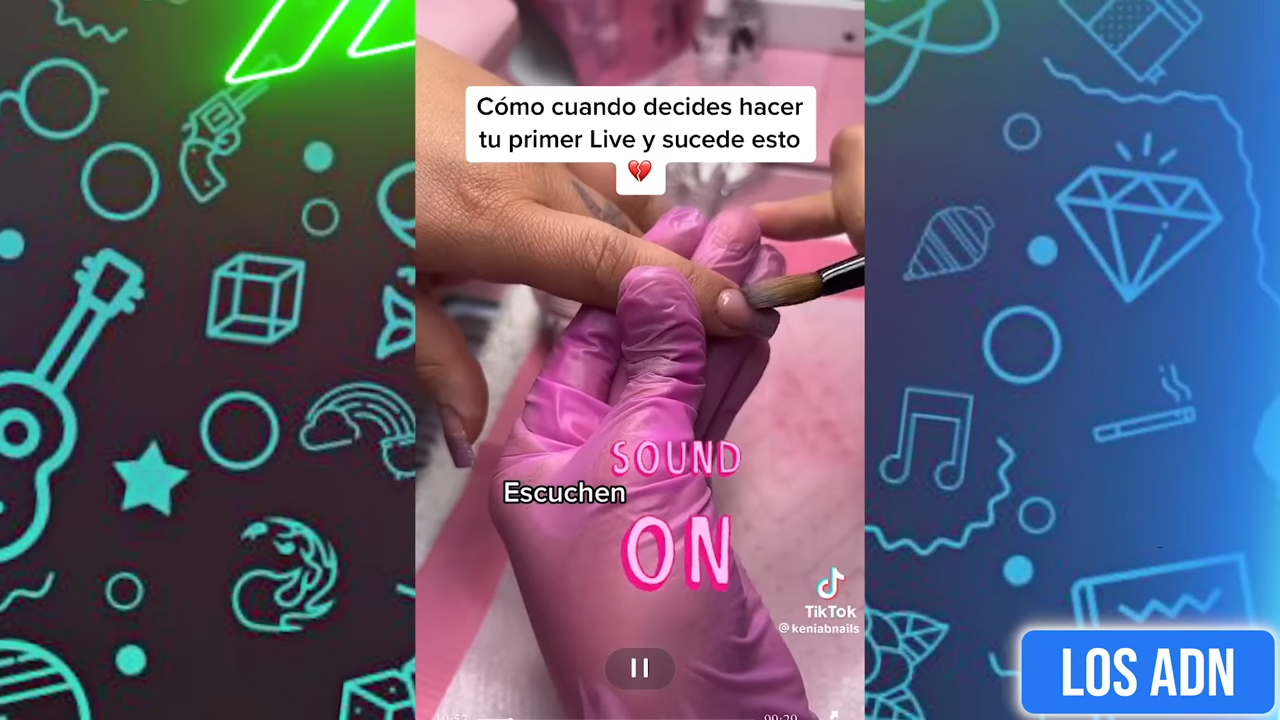 Cómo cuando decides hacer
tu primer Live y sucede esto
SOUND
Escuchen
ON
TikTok
@keniabnails
LOS ADN